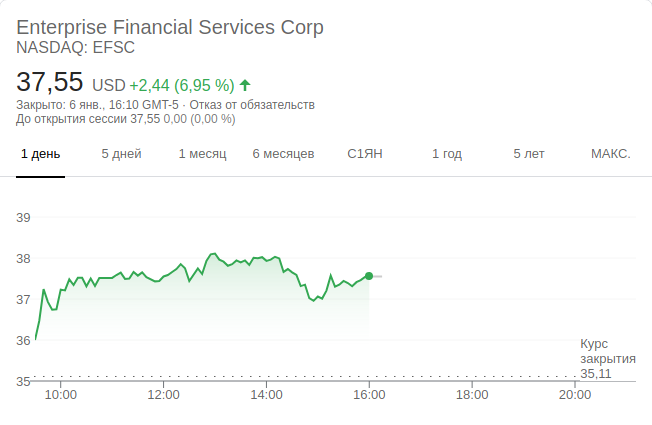 Enterprise Financial Services Corp
NASDAQ: EFSC
37,55 USD +2,44 (6,95 %)
Закрыто: 6 янв., 16:10 GMT-5 · Отказ от обязательств
До открытия сессии 37,55 0,00 (0,00 %)
1 день 5 дней 1 месяц 6 месяцев С1ЯН 1 год 5 лет МАКС.
39
38
37
36
Курс
закрытия
35,11
35
10:00 12:00 14:00 16:00 18:00 20:00